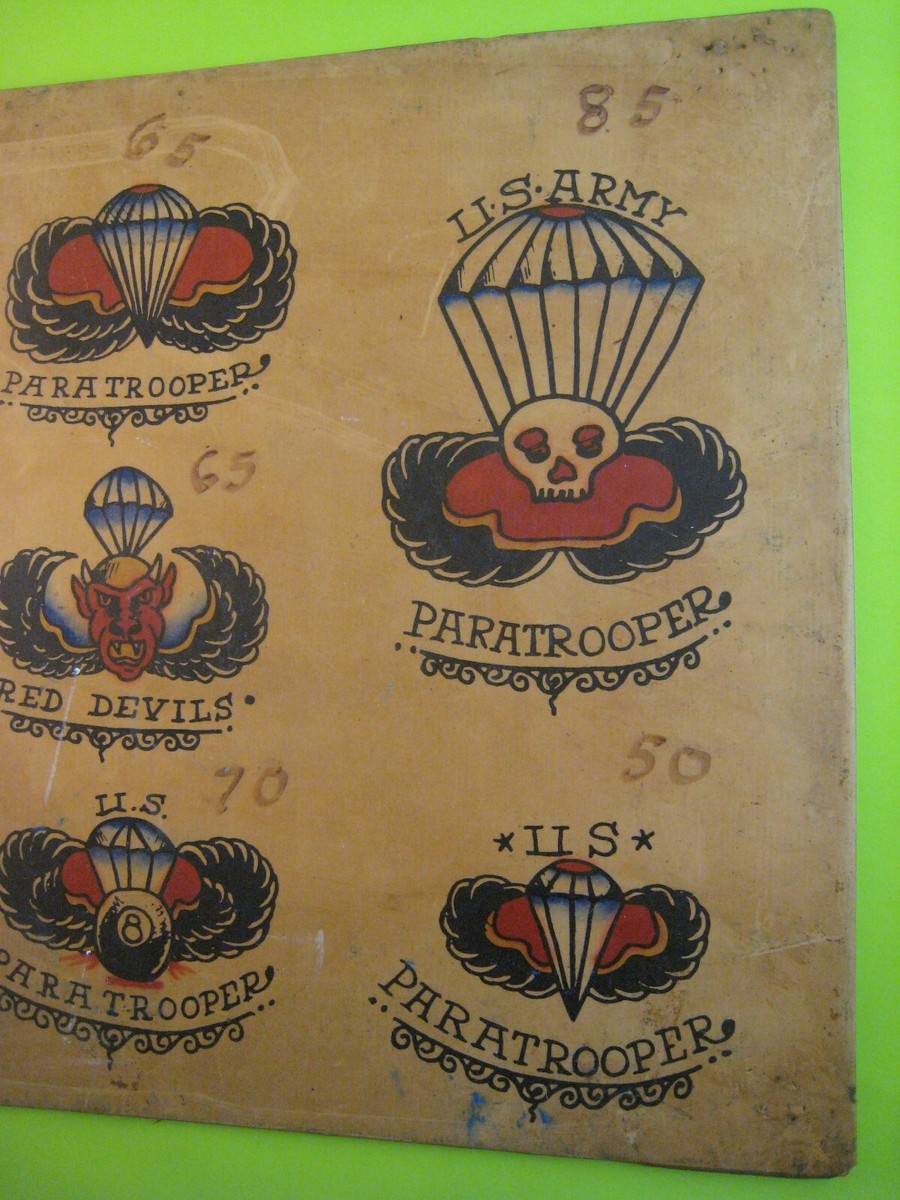 65
PARATROOPER
65
RED DEVILS
70
U.S.
8
PARATROOPER
85
U.S. ARMY
PARATROOPER
50
*U S*
PARATROOPER